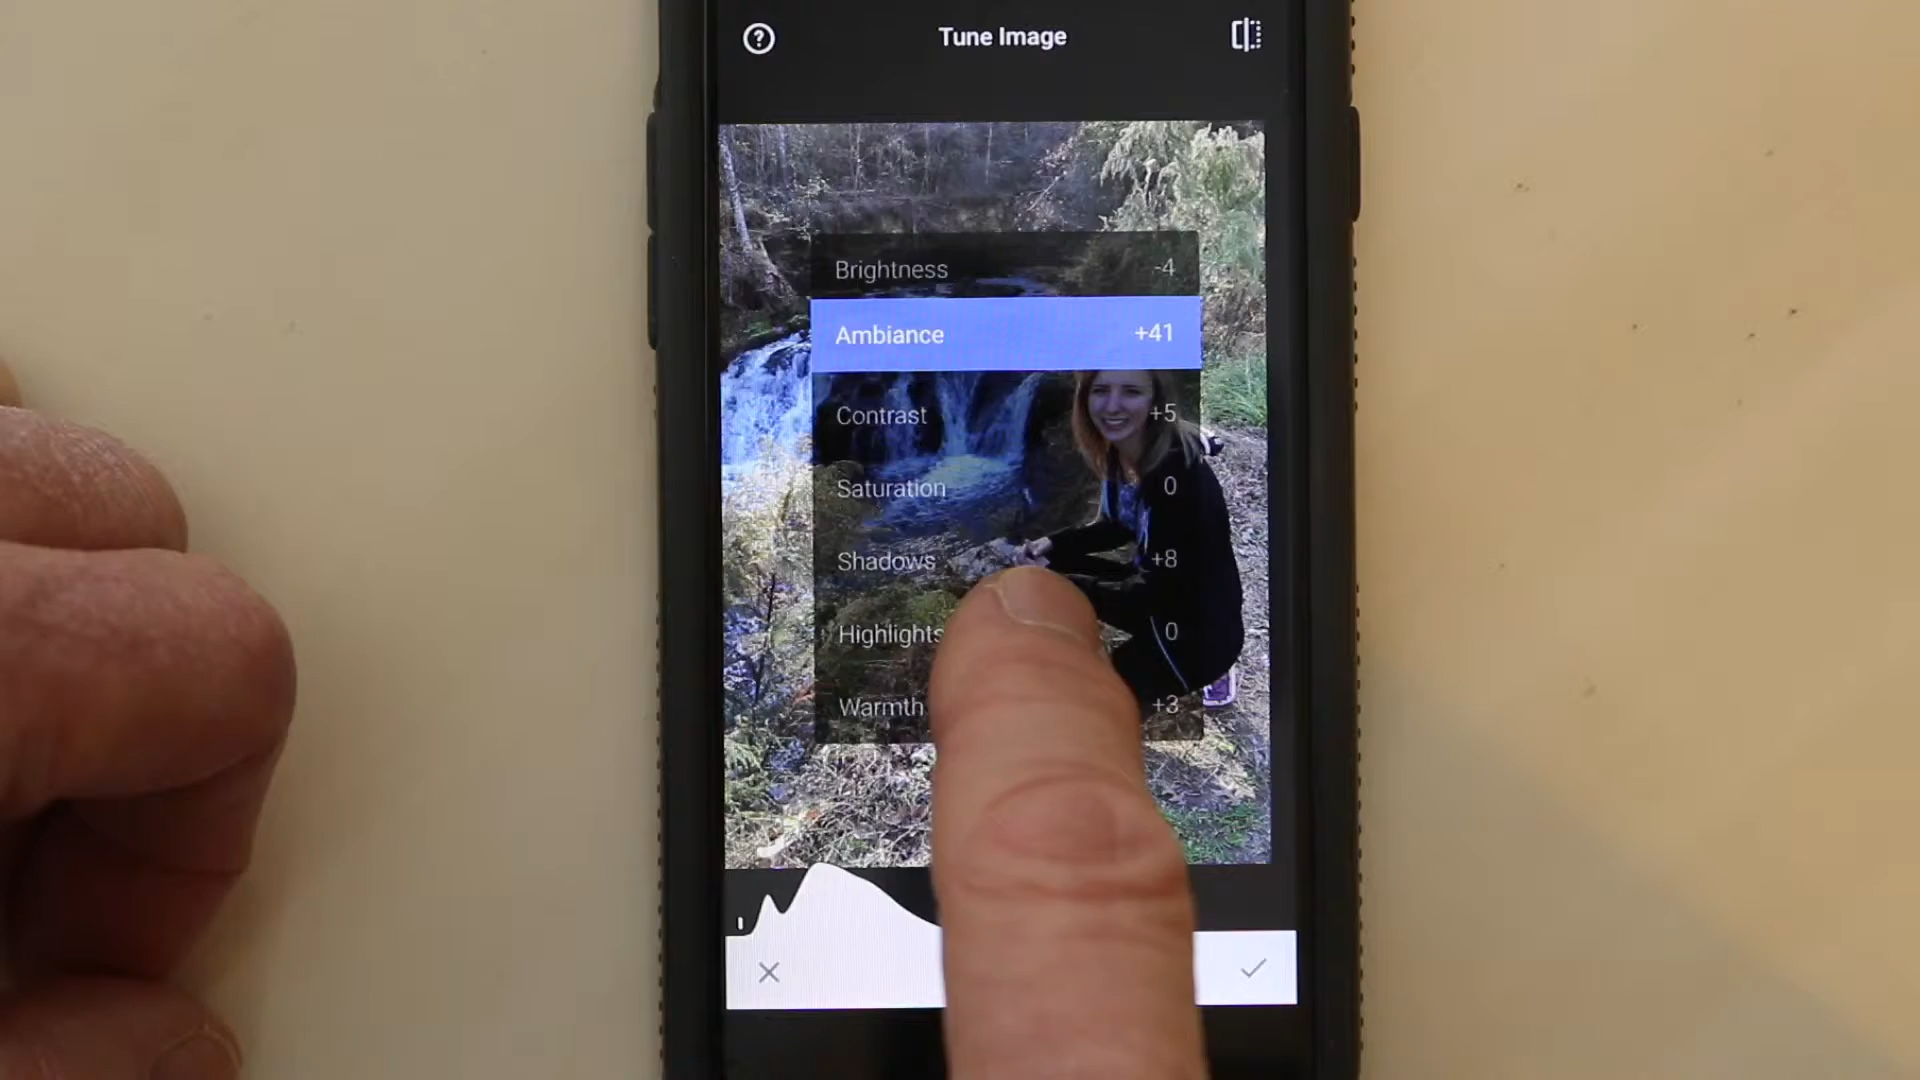 Tune Image
Brightness -4
Ambiance +41
Contrast +5
Saturation 0
Shadows +8
Highlights 0
Warmth +3